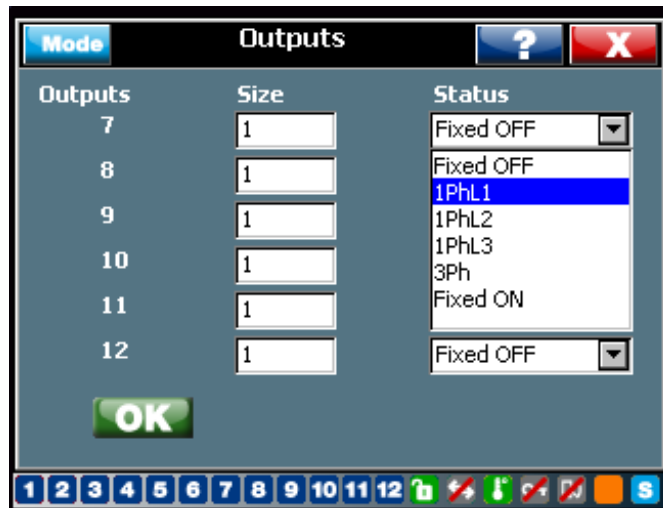 Mode Outputs ? X
Outputs Size Status
7 1 Fixed OFF
8 1 Fixed OFF
1PhL1
9 1 1PhL2
1PhL3
10 1 3Ph
11 1 Fixed ON
12 1 Fixed OFF
OK
1 2 3 4 5 6 7 8 9 10 11 12 S